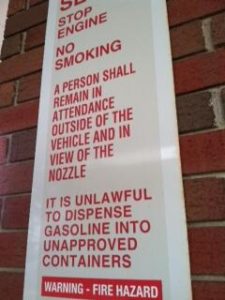 STOP
ENGINE
NO
SMOKING
A PERSON SHALL
REMAIN IN
ATTENDANCE
OUTSIDE OF THE
VEHICLE AND IN
VIEW OF THE
NOZZLE
IT IS UNLAWFUL
TO DISPENSE
GASOLINE INTO
UNAPPROVED
CONTAINERS
WARNING - FIRE HAZARD